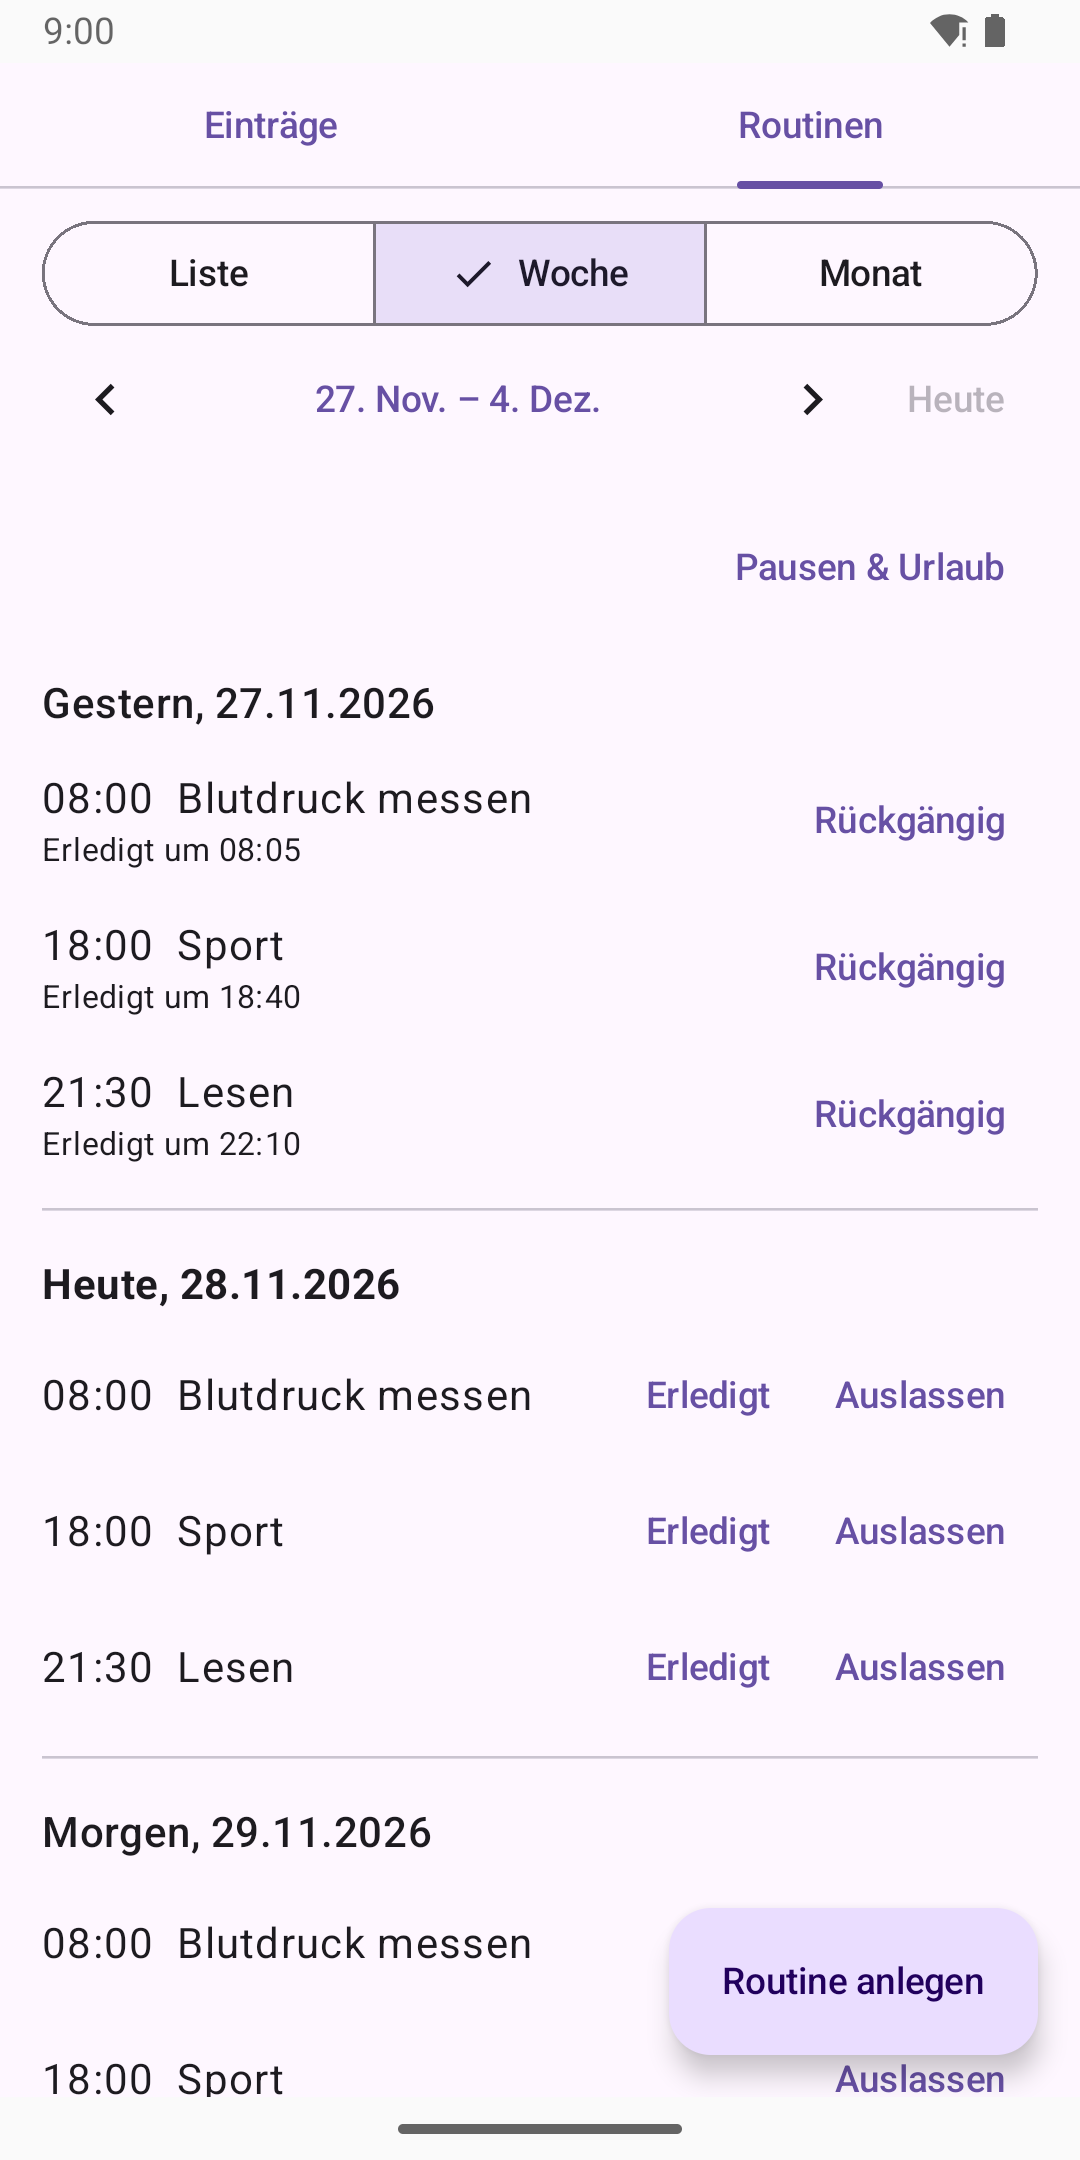 9:00
Einträge Routinen
Liste Woche Monat
27. Nov. – 4. Dez. Heute
Pausen & Urlaub
Gestern, 27.11.2026
08:00 Blutdruck messen
Erledigt um 08:05
Rückgängig
18:00 Sport
Erledigt um 18:40
Rückgängig
21:30 Lesen
Erledigt um 22:10
Rückgängig
Heute, 28.11.2026
08:00 Blutdruck messen Erledigt Auslassen
18:00 Sport Erledigt Auslassen
21:30 Lesen Erledigt Auslassen
Morgen, 29.11.2026
08:00 Blutdruck messen
Routine anlegen
18:00 Sport Auslassen